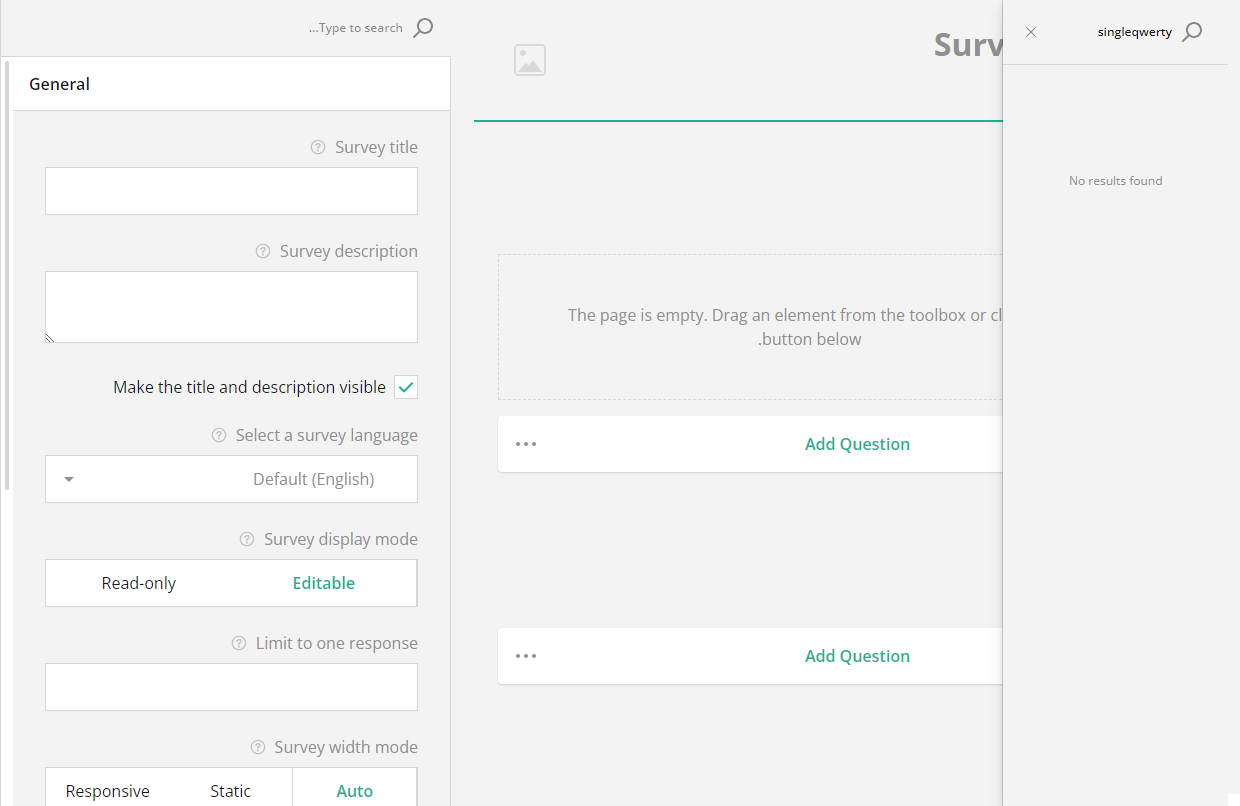 ...Type to search
General
Survey title
Survey description
Make the title and description visible
Select a survey language
Default (English)
Survey display mode
Read-only
Editable
Limit to one response
Survey width mode
Responsive
Static
Auto
Surv
The page is empty. Drag an element from the toolbox or cl
.button below
Add Question
Add Question
singleqwerty
No results found